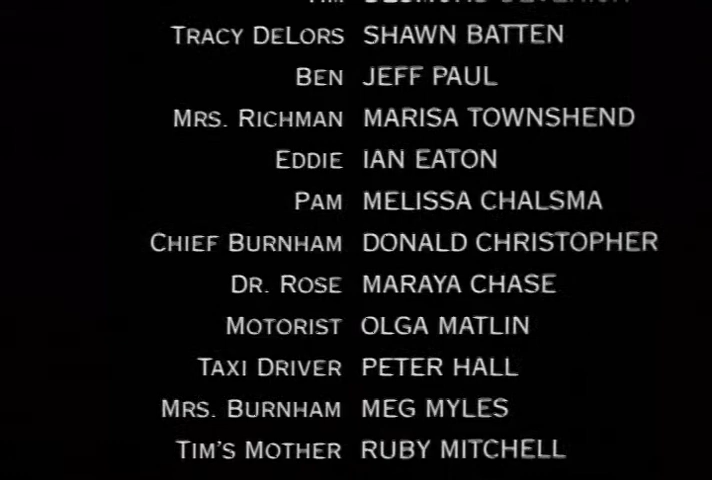 Tracy DeLors SHAWN BATTEN
Ben JEFF PAUL
Mrs. Richman MARISA TOWNSHEND
Eddie IAN EATON
Pam MELISSA CHALSMA
Chief Burnham DONALD CHRISTOPHER
Dr. Rose MARAYA CHASE
Motorist OLGA MATLIN
Taxi Driver PETER HALL
Mrs. Burnham MEG MYLES
Tim's Mother RUBY MITCHELL